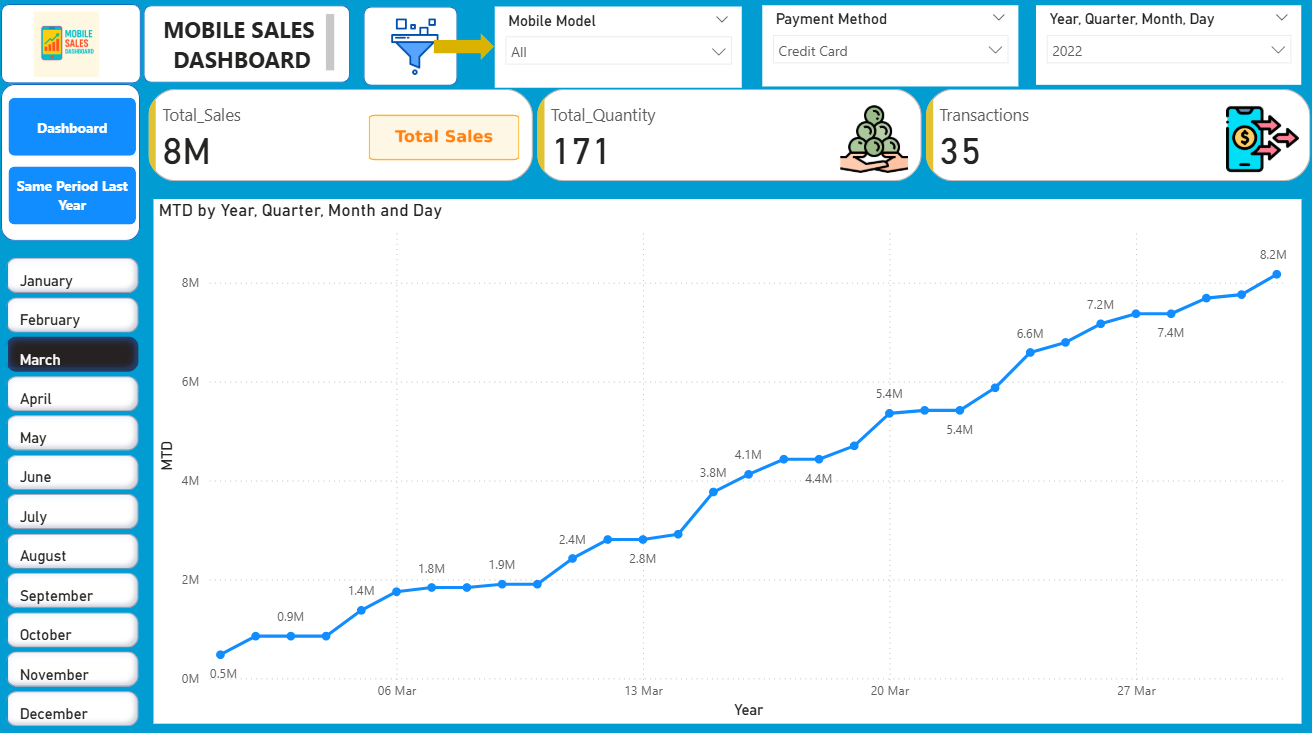 MOBILE
SALES
DASHBOARD
MOBILE SALES
DASHBOARD
Mobile Model
All
Payment Method
Credit Card
Year, Quarter, Month, Day
2022
Dashboard
Same Period Last
Year
Total_Sales
8M
Total Sales
Total_Quantity
171
Transactions
35
$
January
February
March
April
May
June
July
August
September
October
November
December
MTD by Year, Quarter, Month and Day
MTD
8M
6M
4M
2M
0M
0.5M
0.9M
1.4M
1.8M
1.9M
2.4M
2.8M
3.8M
4.1M
4.4M
5.4M
5.4M
6.6M
7.2M
7.4M
8.2M
06 Mar
13 Mar
20 Mar
27 Mar
Year